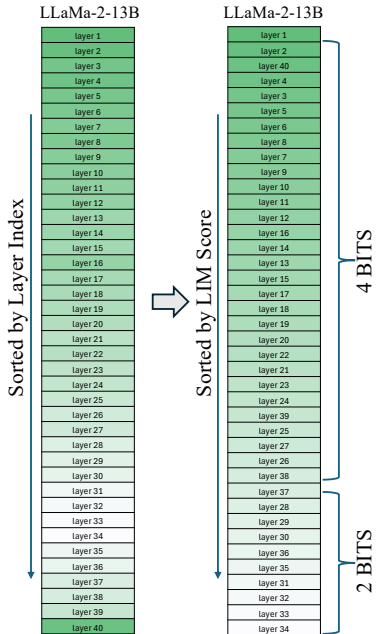 LLaMa-2-13B
layer 1
layer 2
layer 3
layer 4
layer 5
layer 6
layer 7
layer 8
layer 9
layer 10
layer 11
layer 12
layer 13
layer 14
layer 15
layer 16
layer 17
layer 18
layer 19
layer 20
layer 21
layer 22
layer 23
layer 24
layer 25
layer 26
layer 27
layer 28
layer 29
layer 30
layer 31
layer 32
layer 33
layer 34
layer 35
layer 36
layer 37
layer 38
layer 39
layer 40
Sorted by Layer Index
LLaMa-2-13B
layer 1
layer 2
layer 40
layer 4
layer 3
layer 5
layer 6
layer 8
layer 7
layer 9
layer 10
layer 11
layer 12
layer 16
layer 14
layer 13
layer 15
layer 17
layer 18
layer 19
layer 20
layer 22
layer 21
layer 23
layer 24
layer 39
layer 25
layer 27
layer 26
layer 38
layer 37
layer 28
layer 29
layer 30
layer 36
layer 35
layer 31
layer 32
layer 33
layer 34
Sorted by LIM Score
4 BITS
2 BITS